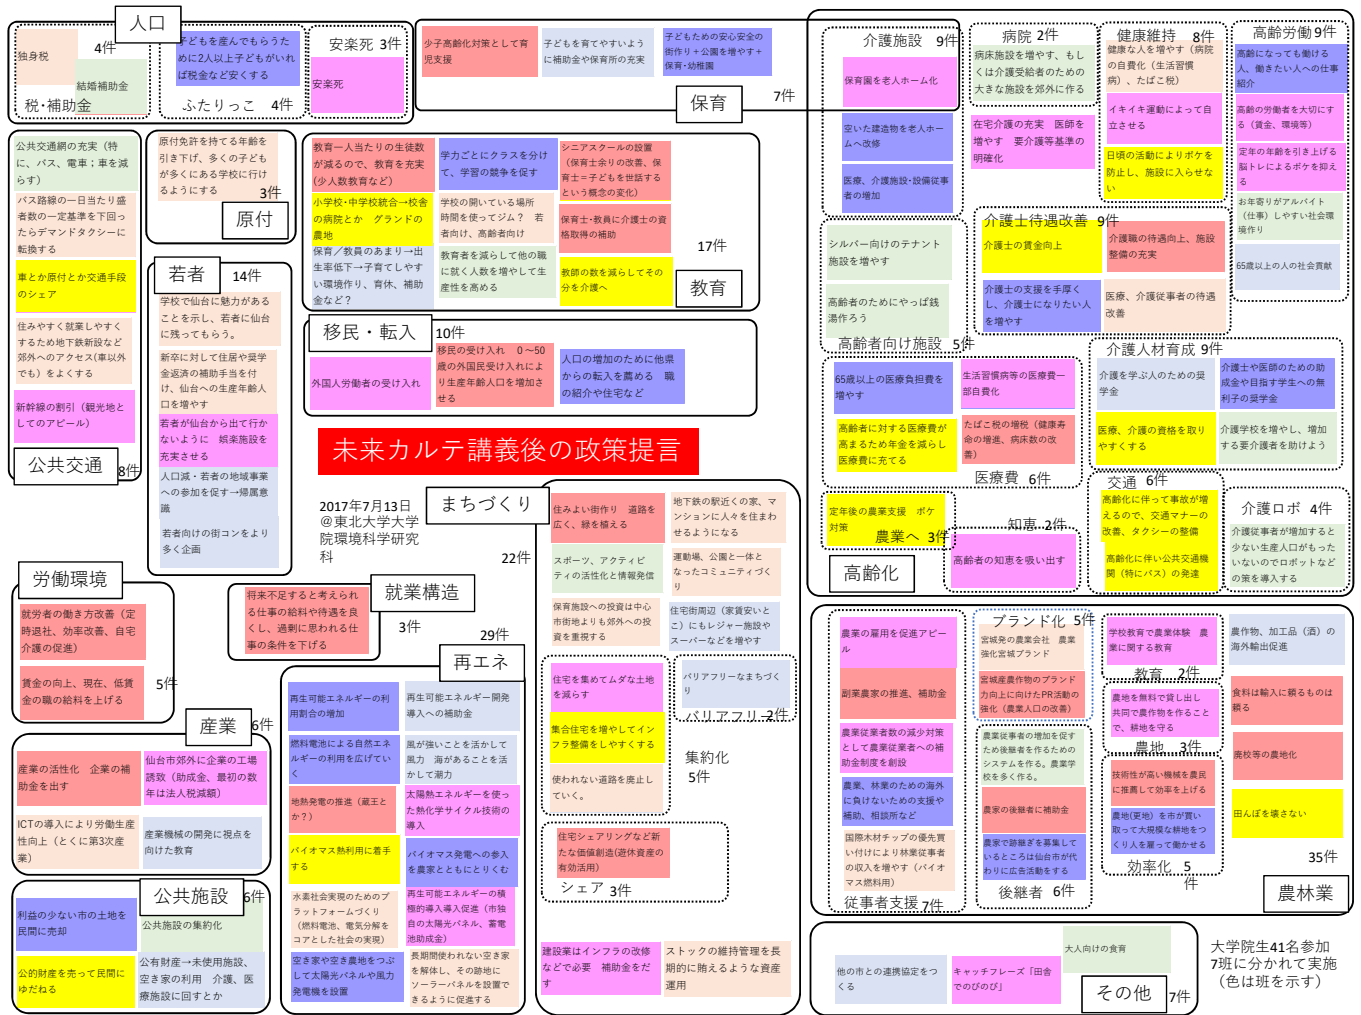 人口
独身税
4件
結婚補助金
税・補助金
子どもを産んでもらうた
めに2人以上子どもがいれ
ば税金など安くする
ふたりっこ 4件
安楽死 3件
安楽死
少子高齢化対策として育
児支援
子どもを育てやすいよう
に補助金や保育所の充実
子どもための安心安全の
街作り＋公園を増やす＋
保育・幼稚園
保育
7件
公共交通網の充実（特
に、バス、電車；車を減
らす）
バス路線の一日当たり盛
者数の一定基準を下回っ
たらデマンドタクシーに
転換する
車とか原付とか交通手段
のシェア
住みやすく就業しやすく
するため地下鉄新設など
郊外へのアクセス(車以外
でも）をよくする
新幹線の割引（観光地と
してのアピール）
公共交通
8件
原付免許を持てる年齢を
引き下げ、多くの子ども
が多くにある学校に行け
るようにする
3件
原付
若者
14件
学校で仙台に魅力がある
ことを示し、若者に仙台
に残ってもらう。
新卒に対して住居や奨学
金返済の補助手当を付
け、仙台への生産年齢人
口を増やす
若者が仙台から出て行か
ないように 娯楽施設を
充実させる
人口減・若者の地域事業
への参加を促す→帰属意
識
若者向けの街コンをより
多く企画
教育一人当たりの生徒数
が減るので、教育を充実
（少人数教育など）
小学校・中学校統合→校舎
の病院とか グランドの
農地
保育／教員のあまり→出
生率低下→子育てしやす
い環境作り、育休、補助
金など？
学力ごとにクラスを分け
て、学習の競争を促す
学校の開いている場所
時間を使ってジム？ 若
者向け、高齢者向け
教育者を減らして他の職
に就く人数を増やして生
産性を高める
シニアスクールの設置
（保育士余りの改善、保
育士＝子どもを世話する
という概念の変化）
保育士・教員に介護士の資
格取得の補助
教師の数を減らしてその
分を介護へ
17件
教育
移民・転入
10件
外国人労働者の受け入れ
移民の受け入れ 0～50
歳の外国民受け入れによ
り生産年齢人口を増加さ
せる
人口の増加のために他県
からの転入を薦める 職
の紹介や住宅など
未来カルテ講義後の政策提言
2017年7月13日
＠東北大学大学
院環境科学研究
科
まちづくり
22件
住みよい街作り 道路を
広く、緑を植える
地下鉄の駅近くの家、マ
ンションに人々を住まわ
せるようになる
スポーツ、アクティビ
ティの活性化と情報発信
運動場、公園と一体と
なったコミュニティづく
り
保育施設への投資は中心
市街地よりも郊外への投
資を重視する
住宅街周辺（家賃安いと
こ）にもレジャー施設や
スーパーなどを増やす
住宅を集めてムダな土地
を減らす
集合住宅を増やしてイン
フラ整備をしやすくする
使われない道路を廃止し
ていく。
バリアフリーなまちづく
り
バリアフリー2件
集約化
5件
住宅シェアリングなど新
たな価値創造(遊休資産の
有効活用）
シェア 3件
建設業はインフラの改修
などで必要 補助金をだ
す
ストックの維持管理を長
期的に賄えるような資産
運用
労働環境
就労者の働き方改善（定
時退社、効率改善、自宅
介護の促進）
賃金の向上、現在、低賃
金の職の給料を上げる
5件
就業構造
将来不足すると考えられ
る仕事の給料や待遇を良
くし、過剰に思われる仕
事の条件を下げる
3件
産業
6件
産業の活性化 企業の補
助金を出す
仙台市郊外に企業の工場
誘致（助成金、最初の数
年は法人税減額）
ICTの導入により労働生産
性向上（とくに第3次産
業）
産業機械の開発に視点を
向けた教育
公共施設
6件
利益の少ない市の土地を
民間に売却
公共施設の集約化
公的財産を売って民間に
ゆだねる
公有財産→未使用施設、
空き家の利用 介護、医
療施設に回すとか
29件
再エネ
再生可能エネルギーの利
用割合の増加
再生可能エネルギー開発
導入への補助金
燃料電池による自然エネ
ルギーの利用を広げてい
く
風が強いことを活かして
風力 海があることを活
かして潮力
地熱発電の推進（蔵王と
か？）
太陽熱エネルギーを使っ
た熱化学サイクル技術の
導入
バイオマス熱利用に着手
する
バイオマス発電への参入
を農家とともにとりくむ
水素社会実現のためのプ
ラットフォームづくり
（燃料電池、電気分解を
コアとした社会の実現）
再生可能エネルギーの積
極的導入導入促進（市独
自の太陽光パネル、蓄電
池助成金）
空き家や空き農地をつぶ
して太陽光パネルや風力
発電機を設置
長期間使われない空き家
を解体し、その跡地に
ソーラーパネルを設置で
きるように促進する
介護施設 9件
保育園を老人ホーム化
空いた建造物を老人ホー
ムへ改修
医療、介護施設・設備従事
者の増加
病院 2件
病床施設を増やす、もし
くは介護受給者のための
大きな施設を郊外に作る
在宅介護の充実 医師を
増やす 要介護等基準の
明確化
健康維持 8件
健康な人を増やす（病院
の自費化（生活習慣
病）、たばこ税）
イキイキ運動によって自
立させる
日頃の活動によりボケを
防止し、施設に入らせな
い
高齢労働 9件
高齢になっても働ける
人、働きたい人への仕事
紹介
高齢の労働者を大切にす
る（賃金、環境等）
定年の年齢を引き上げる
脳トレによるボケを抑え
る
お年寄りがアルバイト
（仕事）しやすい社会環
境作り
65歳以上の人の社会貢献
シルバー向けのテナント
施設を増やす
高齢者のためにやっぱ銭
湯作ろう
高齢者向け施設 5件
介護士待遇改善 9件
介護士の賃金向上
介護職の待遇向上、施設
整備の充実
介護士の支援を手厚く
し、介護士になりたい人
を増やす
医療、介護従事者の待遇
改善
65歳以上の医療負担費を
増やす
生活習慣病等の医療費一
部自費化
高齢者に対する医療費が
高まるため年金を減らし
医療費に充てる
たばこ税の増税（健康寿
命の増進、病床数の改
善）
医療費 6件
介護人材育成 9件
介護を学ぶ人のための奨
学金
介護士や医師のための助
成金や目指す学生への無
利子の奨学金
医療、介護の資格を取り
やすくする
介護学校を増やし、増加
する要介護者を助けよう
定年後の農業支援 ボケ
対策
農業へ 3件
知恵 2件
高齢者の知恵を吸い出す
高齢化
交通 6件
高齢化に伴って事故が増
えるので、交通マナーの
改善、タクシーの整備
高齢化に伴い公共交通機
関（特にバス）の発達
介護ロボ 4件
介護従事者が増加すると
少ない生産人口がもった
いないのでロボットなど
の策を導入する
農業の雇用を促進アピー
ル
副業農家の推進、補助金
農業従業者数の減少対策
として農業従業者への補
助金制度を創設
農業、林業のための海外
に負けないための支援や
補助、相談所など
国際木材チップの優先買
い付けにより林業従事者
の収入を増やす（バイオ
マス燃料用）
従事者支援 7件
ブランド化 5件
宮城発の農業会社 農業
強化宮城ブランド
宮城産農作物のブランド
力向上に向けたPR活動の
強化（農業人口の改善）
農業従事者の増加を促す
ため後継者を作るための
システムを作る。農業学
校を多く作る。
農家の後継者に補助金
農家で跡継ぎを募集して
いるところは仙台市が代
わりに広告活動をする
後継者 6件
学校教育で農業体験 農
業に関する教育
教育 2件
農地を無料で貸し出し
共同で農作物を作ること
で、耕地を守る
農地 3件
技術性が高い機械を農民
に推薦して効率を上げる
農地(更地）を市が買い
取って大規模な耕地をつ
くり人を雇って働かせる
効率化 5
件
農作物、加工品（酒）の
海外輸出促進
食料は輸入に頼るものは
頼る
廃校等の農地化
田んぼを壊さない
35件
農林業
他の市との連携協定をつ
くる
キャッチフレーズ「田舎
でのびのび」
大人向けの食育
その他 7件
大学院生41名参加
7班に分かれて実施
（色は班を示す）